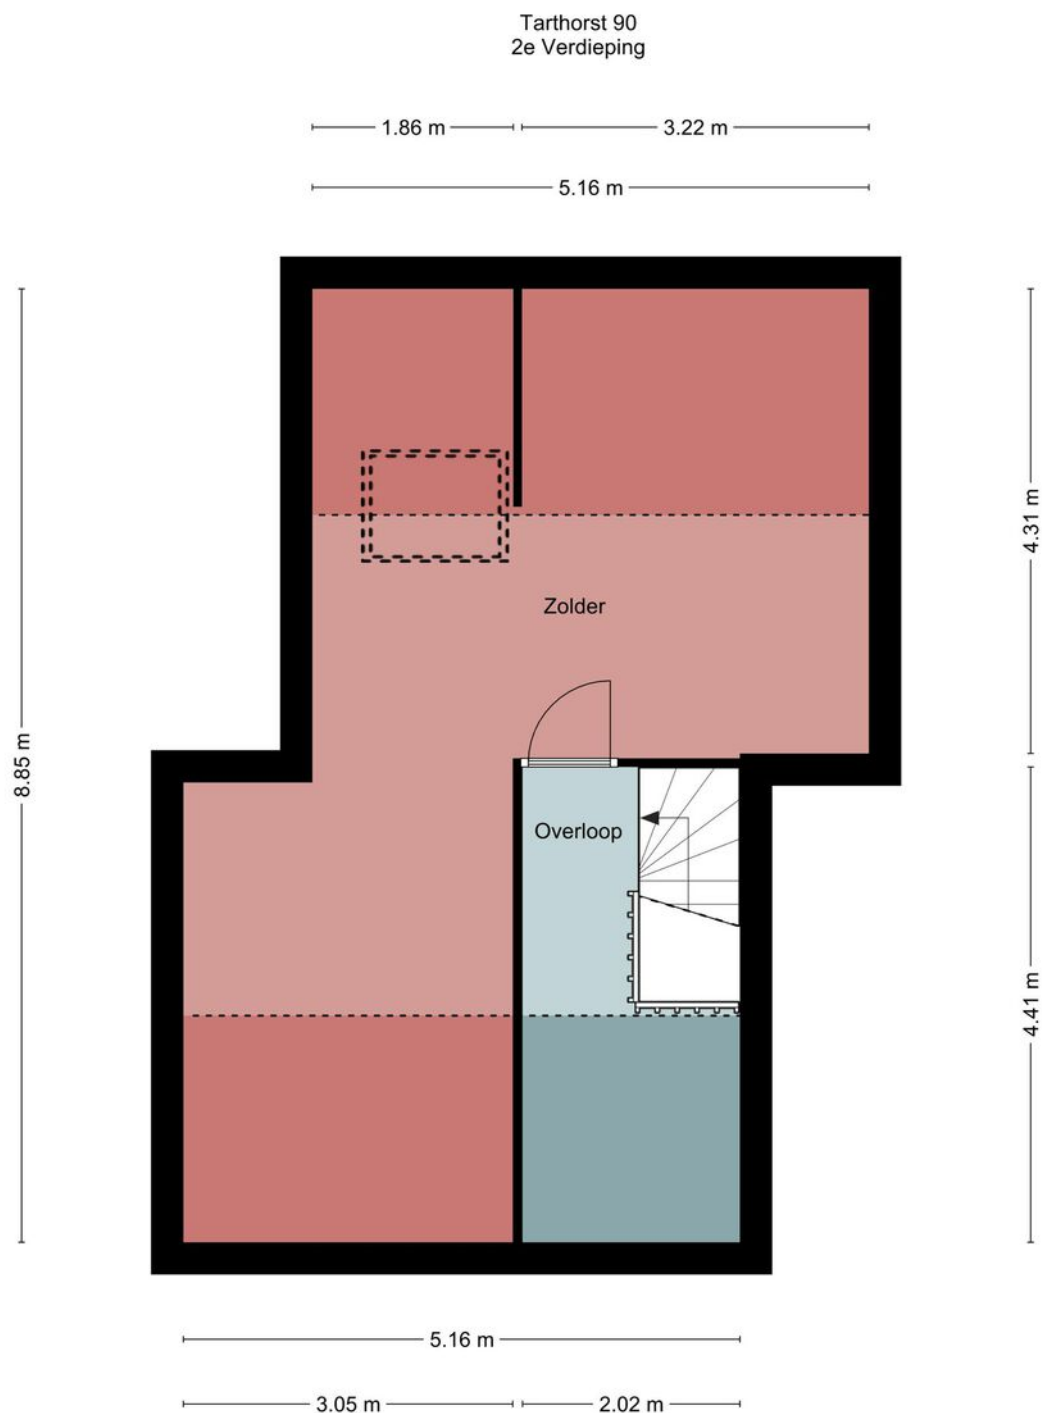 Tarthorst 90
2e Verdieping
1.86 m
3.22 m
5.16 m
8.85 m
4.31 m
Zolder
Overloop
4.41 m
5.16 m
3.05 m
2.02 m